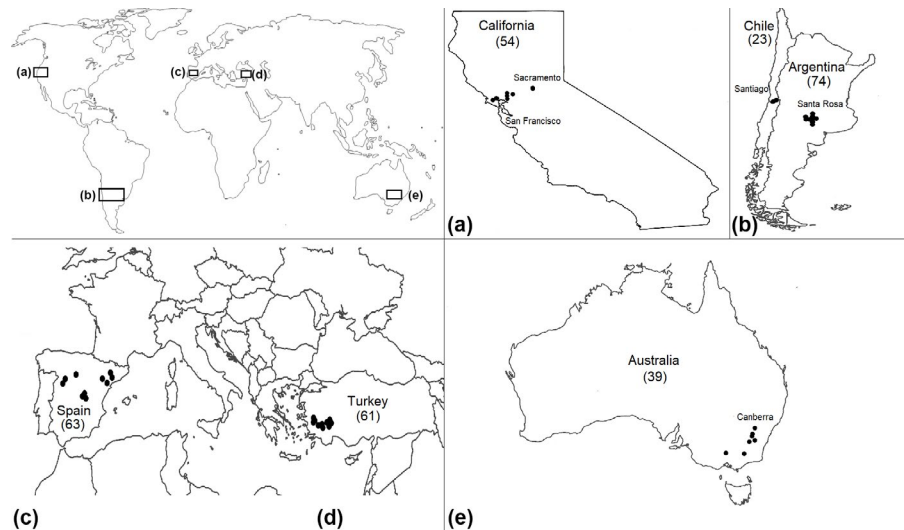 (a)
(b)
(c)
(d)
(e)
California
(54)
Sacramento
San Francisco
(a)
Chile
(23)
Argentina
(74)
Santiago
Santa Rosa
(b)
Spain
(63)
Turkey
(61)
(c)
(d)
Australia
(39)
Canberra
(e)